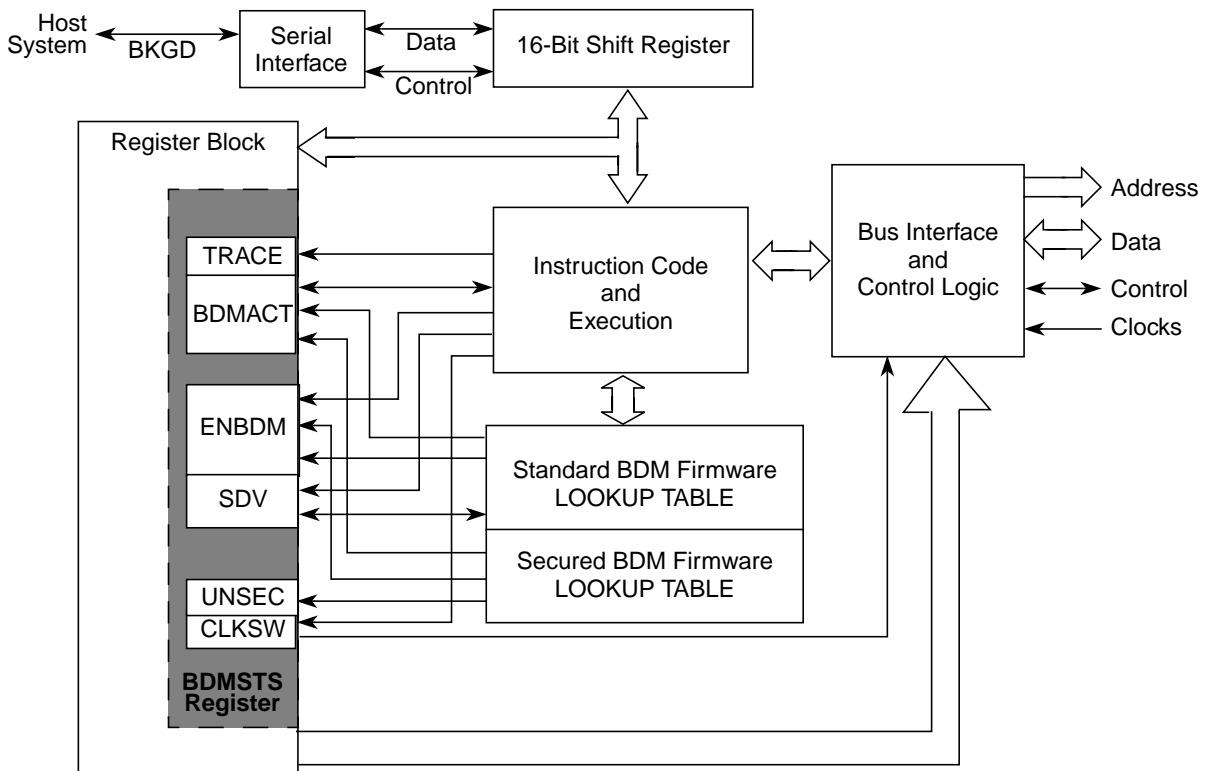 Host
System
BKGD
Serial
Interface
Data
Control
16-Bit Shift Register
Register Block
TRACE
BDMACT
ENBDM
SDV
UNSEC
CLKSW
BDMSTS
Register
Instruction Code
and
Execution
Standard BDM Firmware
LOOKUP TABLE
Secured BDM Firmware
LOOKUP TABLE
Bus Interface
and
Control Logic
Address
Data
Control
Clocks